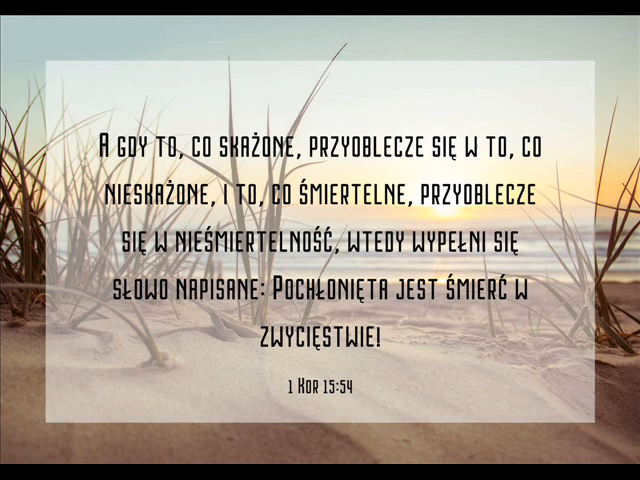 A gdy to, co skażone, przyoblecze się w to, co
nieskażone, i to, co śmiertelne, przyoblecze
się w nieśmiertelność, wtedy wypełni się
słowo napisane: Pochłonięta jest śmierć w
zwycięstwie!
1 Kor 15:54